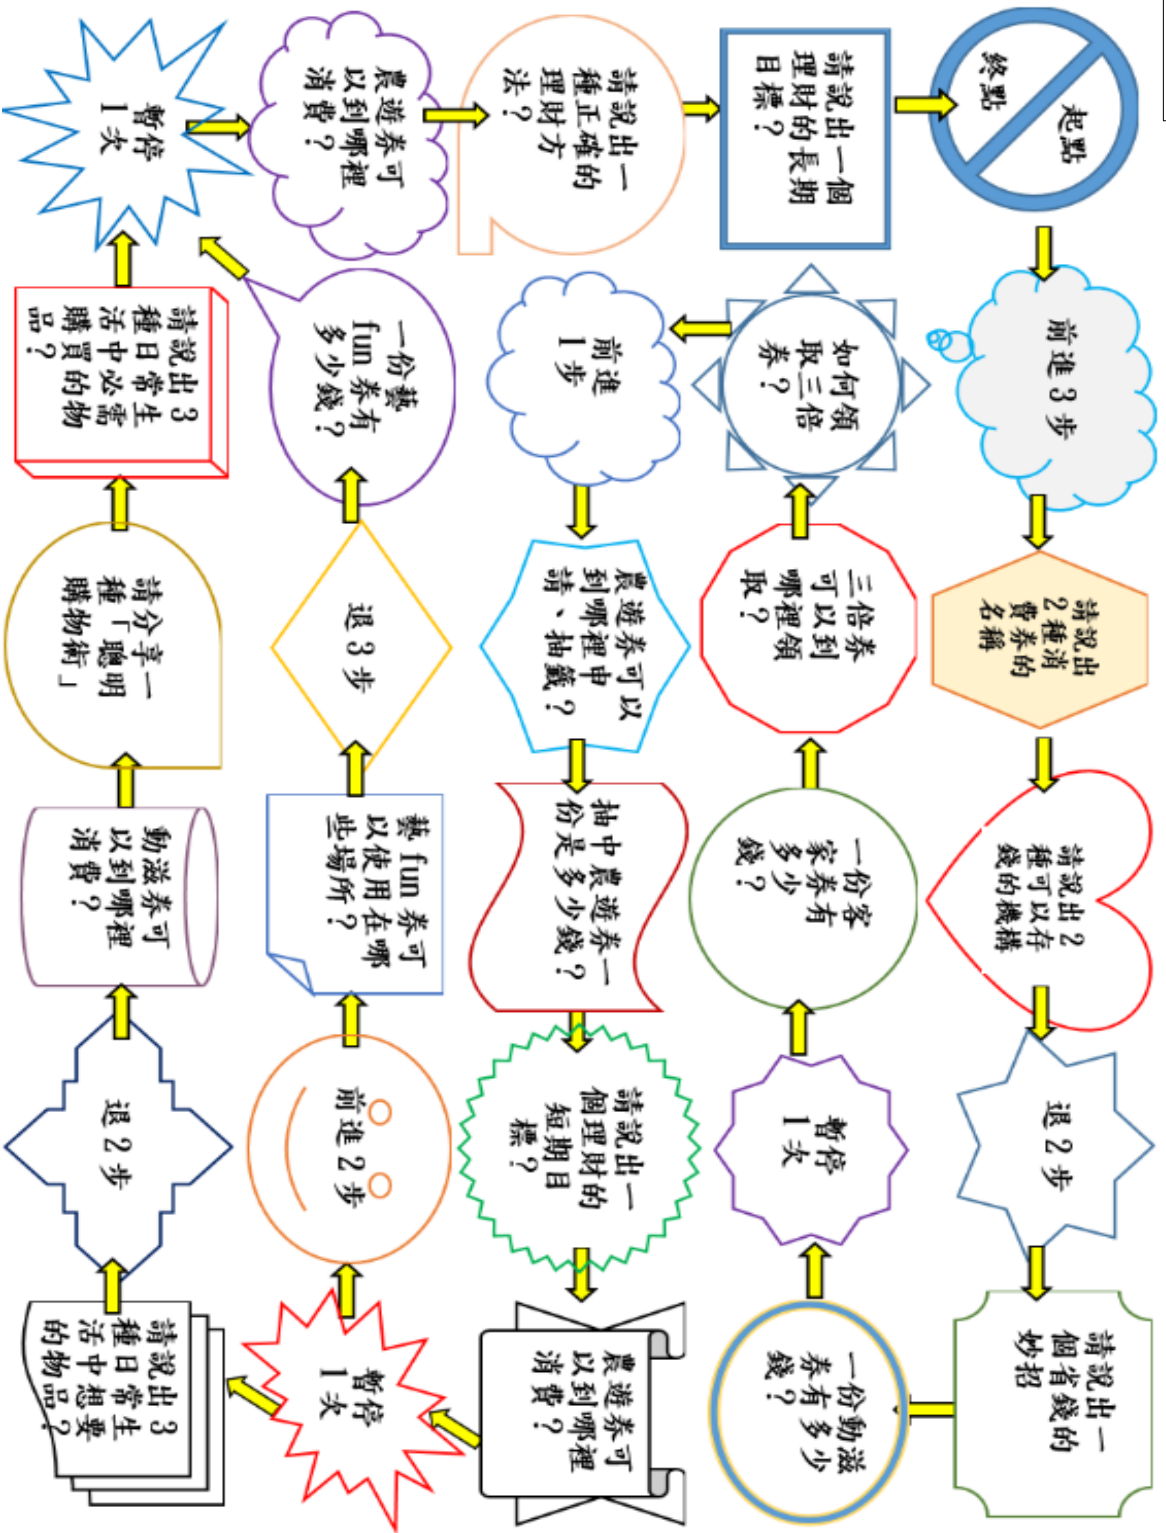 起點
終點
前進3步
請說出
2種消
費券的
名稱
請說出2
種可以存
錢的機構
退2步
請說出一
個省錢的
妙招
一份動滋
券有多少
錢？
暫停
1次
一份客
家券有
多少
錢？
三倍券
可以到
哪裡領
取？
如何領
取三倍
券？
前進
1步
農遊券可以
到哪裡申
請、抽籤？
抽中農遊券一
份是多少錢？
請說出一
個理財的
短期目
標？
農遊券可
以到哪裡
消費？
暫停
1次
前進2步
藝fun券可
以使用在哪
些場所？
退3步
一份藝
fun券有
多少錢？
請說出3
種日常生
活中想要
的物品？
退2步
動滋券可
以到哪裡
消費？
請分享一
種「聰明
購物術」
請說出3
種日常生
活中必需
購買的物
品？
暫停
1次
農遊券可
以到哪裡
消費？
請說出一
種正確的
理財方
法？
請說出一個
理財的長期
目標？